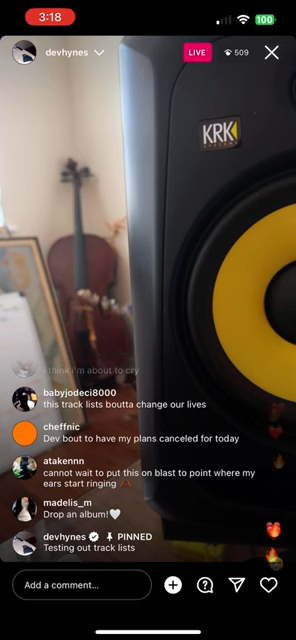 3:18
100
devhynes
LIVE
509
KRK
SYSTEMS
i think i'm about to cry
babyjodeci8000
this track lists boutta change our lives
cheffnic
Dev bout to have my plans canceled for today
atakennn
cannot wait to put this on blast to point where my
ears start ringing
madelis_m
Drop an album!🤍
devhynes PINNED
Testing out track lists
Add a comment...